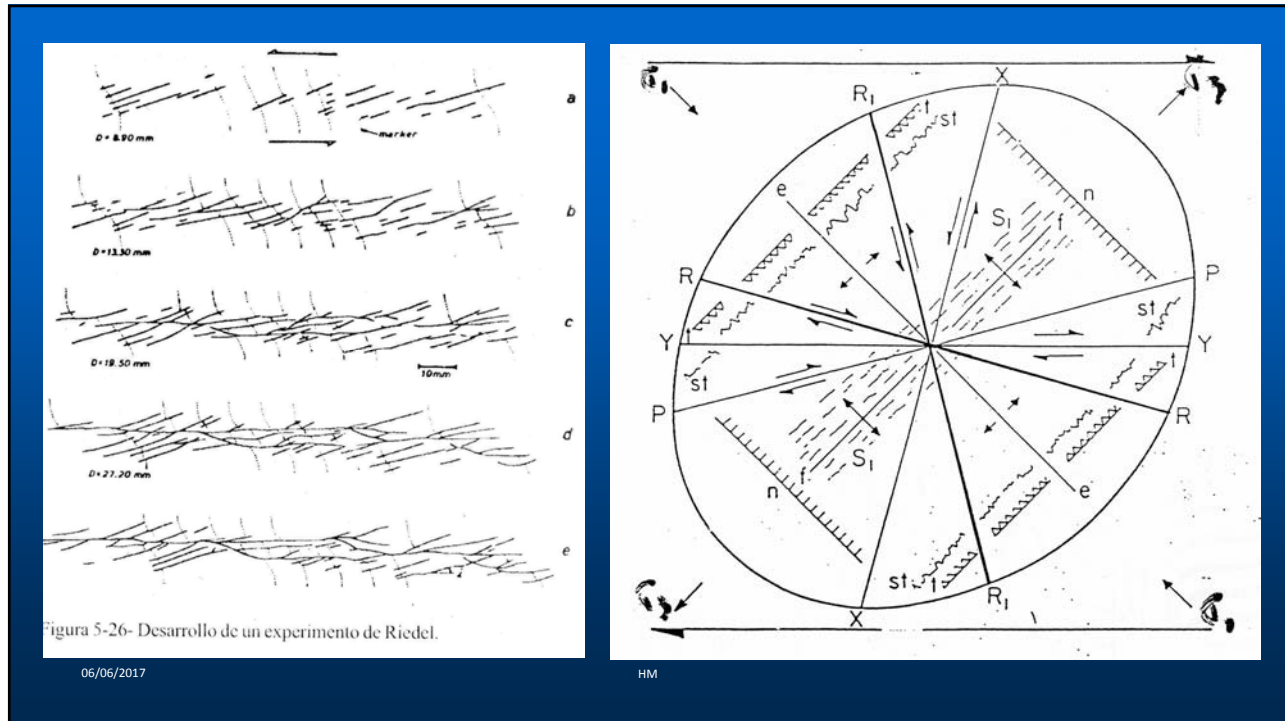 a
D = 8.90 mm
marker
b
D = 13.30 mm
c
D = 19.50 mm
10mm
d
D = 27.20 mm
e
Figura 5-26- Desarrollo de un experimento de Riedel.
X
R₁
t
st
e
n
S₁
f
R
P
st
Y
t
Y
t
st
P
R
S₁
f
n
e
st t
R₁
X
06/06/2017
HM